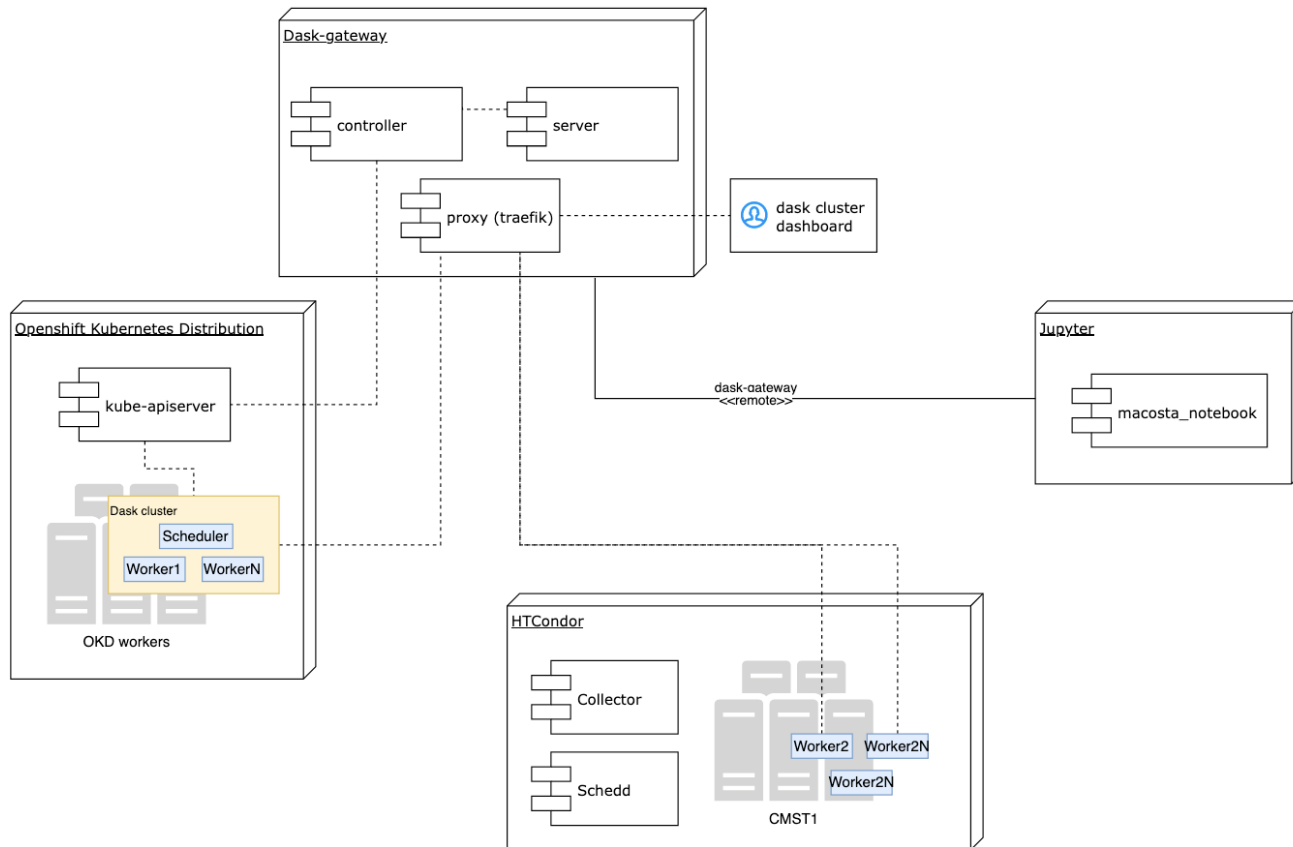 Dask-gateway
controller
server
proxy (traefik)
dask cluster
dashboard
Openshift Kubernetes Distribution
kube-apiserver
Dask cluster
Scheduler
Worker1
WorkerN
OKD workers
dask-gateway
<<remote>>
Jupyter
macosta_notebook
HTCondor
Collector
Schedd
Worker2
Worker2N
Worker2N
CMST1